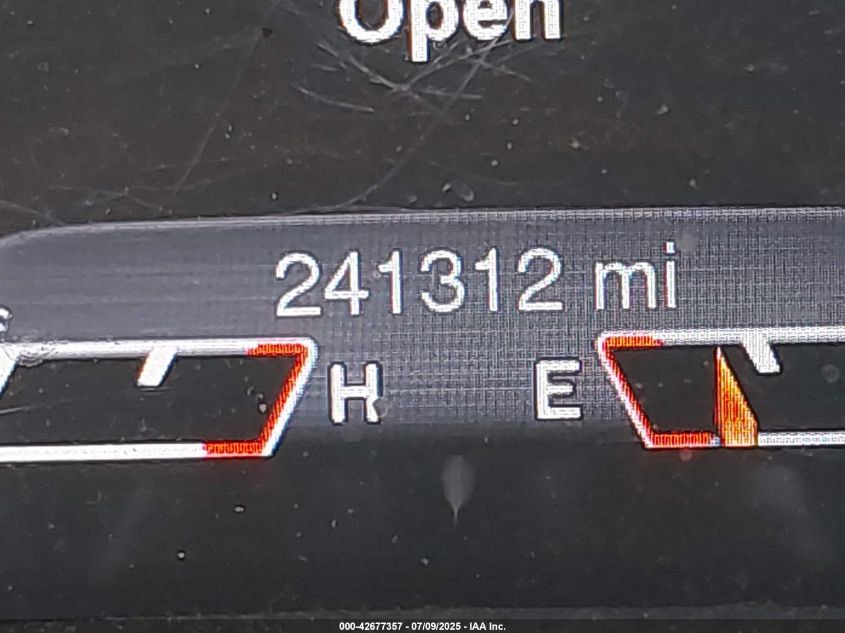 Open
241312 mi
H E
000-42677357 - 07/09/2025 - IAA Inc.